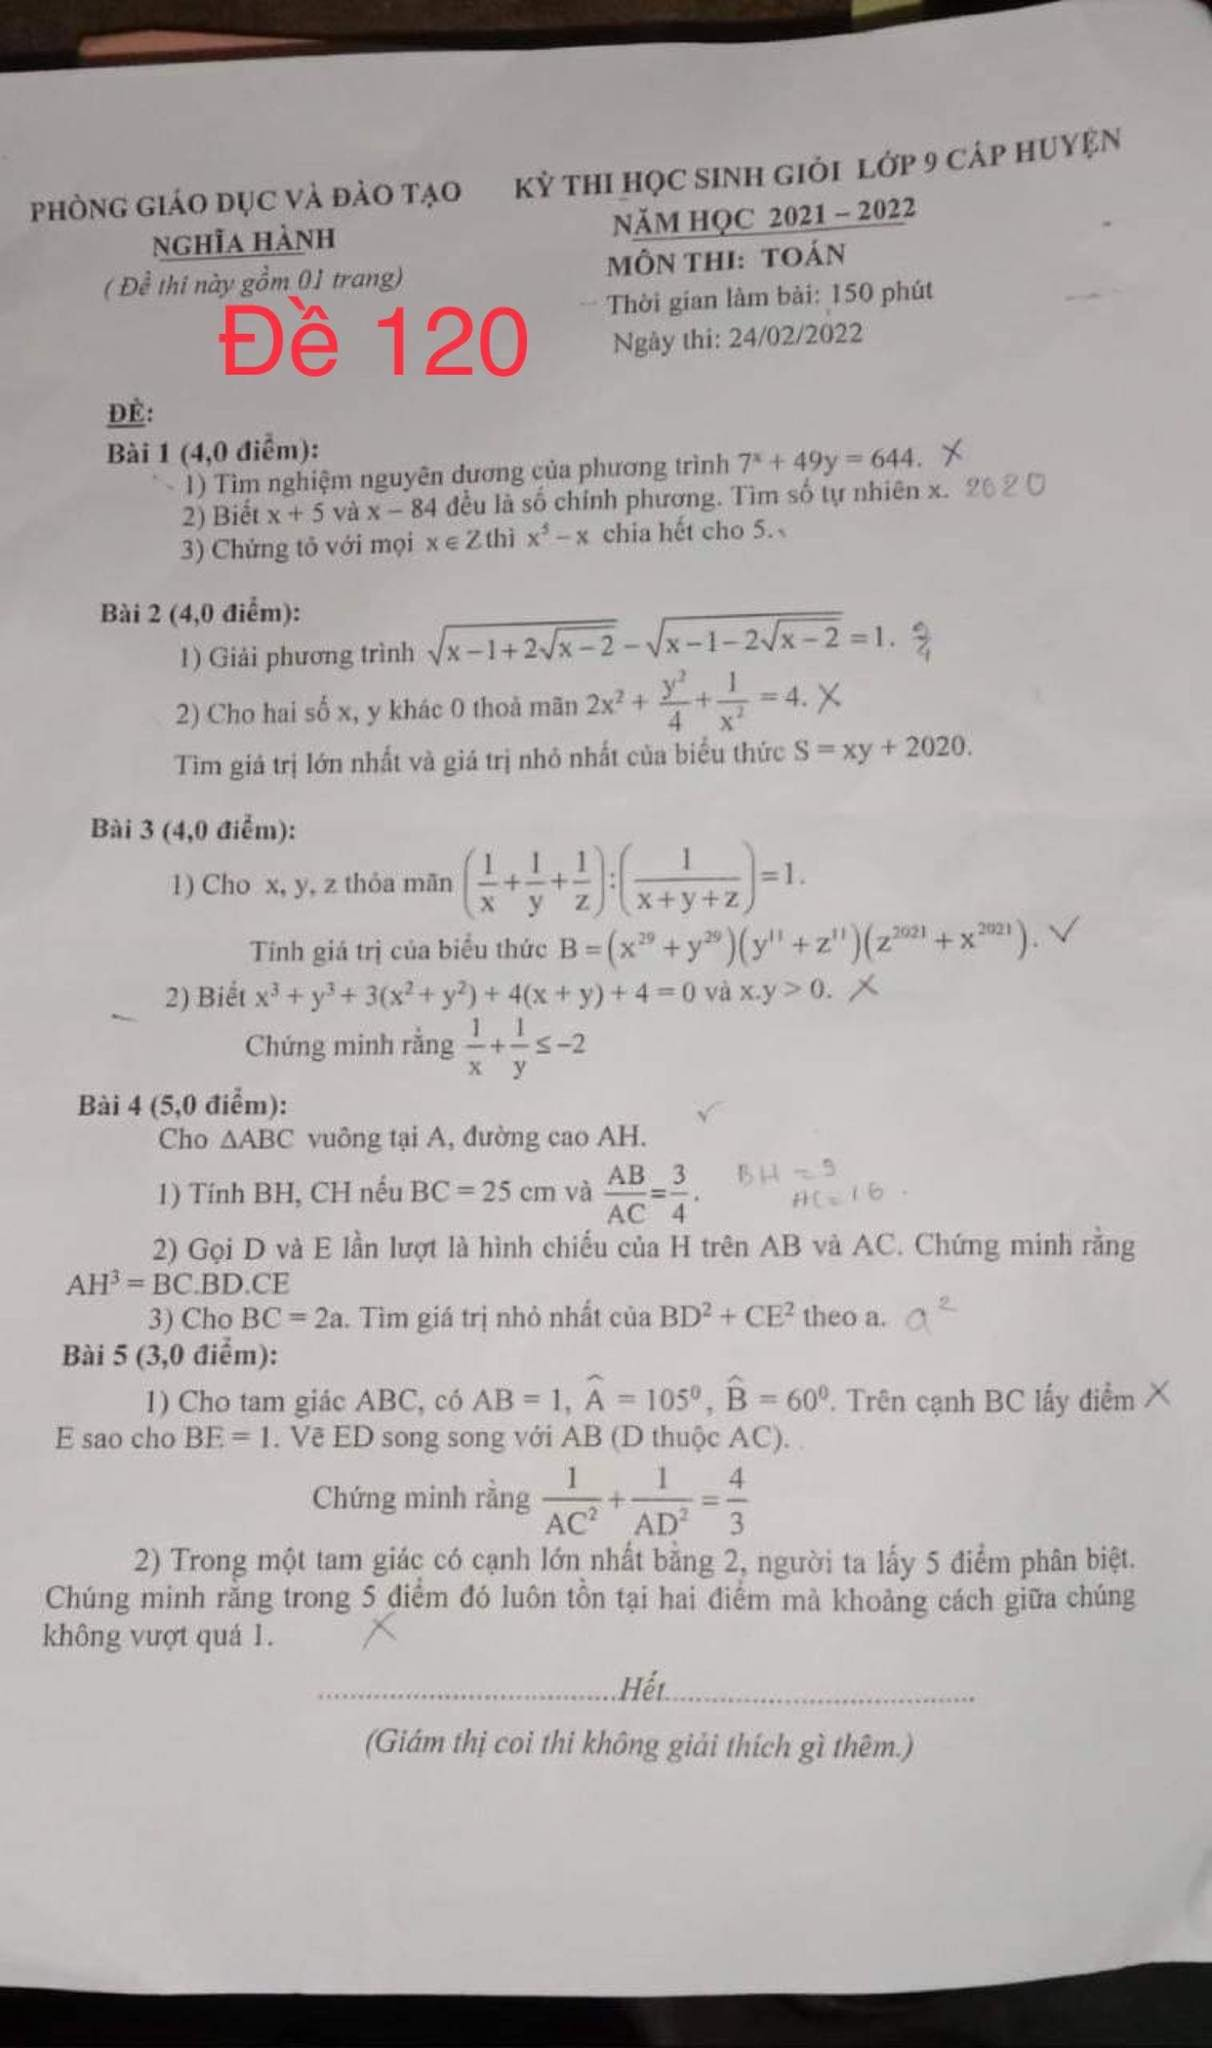 PHÒNG GIÁO DỤC VÀ ĐÀO TẠO
NGHĨA HÀNH
( Đề thi này gồm 01 trang)
KỲ THI HỌC SINH GIỎI LỚP 9 CẤP HUYỆN
NĂM HỌC 2021 – 2022
MÔN THI: TOÁN
Thời gian làm bài: 150 phút
Ngày thi: 24/02/2022
Đề 120
ĐỀ:
Bài 1 (4,0 điểm):
1) Tìm nghiệm nguyên dương của phương trình 7ˣ + 49y = 644. X
2) Biết x + 5 và x – 84 đều là số chính phương. Tìm số tự nhiên x. 2020
3) Chứng tỏ với mọi x ∈ Z thì x⁵ – x chia hết cho 5.
Bài 2 (4,0 điểm):
1) Giải phương trình √(x – 1 + 2√(x – 2)) – √(x – 1 – 2√(x – 2)) = 1. 9/4
2) Cho hai số x, y khác 0 thoả mãn 2x² + y²/4 + 1/x² = 4. X
Tìm giá trị lớn nhất và giá trị nhỏ nhất của biểu thức S = xy + 2020.
Bài 3 (4,0 điểm):
1) Cho x, y, z thỏa mãn (1/x + 1/y + 1/z) : (1/(x + y + z)) = 1.
Tính giá trị của biểu thức B = (x²⁹ + y²⁹)(y¹¹ + z¹¹)(z²⁰²¹ + x²⁰²¹). ✓
2) Biết x³ + y³ + 3(x² + y²) + 4(x + y) + 4 = 0 và x.y > 0. X
Chứng minh rằng 1/x + 1/y ≤ –2
Bài 4 (5,0 điểm): ✓
Cho ΔABC vuông tại A, đường cao AH.
1) Tính BH, CH nếu BC = 25 cm và AB/AC = 3/4. BH = 9
HC = 16
2) Gọi D và E lần lượt là hình chiếu của H trên AB và AC. Chứng minh rằng
AH³ = BC.BD.CE
3) Cho BC = 2a. Tìm giá trị nhỏ nhất của BD² + CE² theo a. a²
Bài 5 (3,0 điểm):
1) Cho tam giác ABC, có AB = 1, Â = 105⁰, B̂ = 60⁰. Trên cạnh BC lấy điểm X
E sao cho BE = 1. Vẽ ED song song với AB (D thuộc AC).
Chứng minh rằng 1/AC² + 1/AD² = 4/3
2) Trong một tam giác có cạnh lớn nhất bằng 2, người ta lấy 5 điểm phân biệt.
Chúng minh rằng trong 5 điểm đó luôn tồn tại hai điểm mà khoảng cách giữa chúng
không vượt quá 1. X
Hết
(Giám thị coi thi không giải thích gì thêm.)